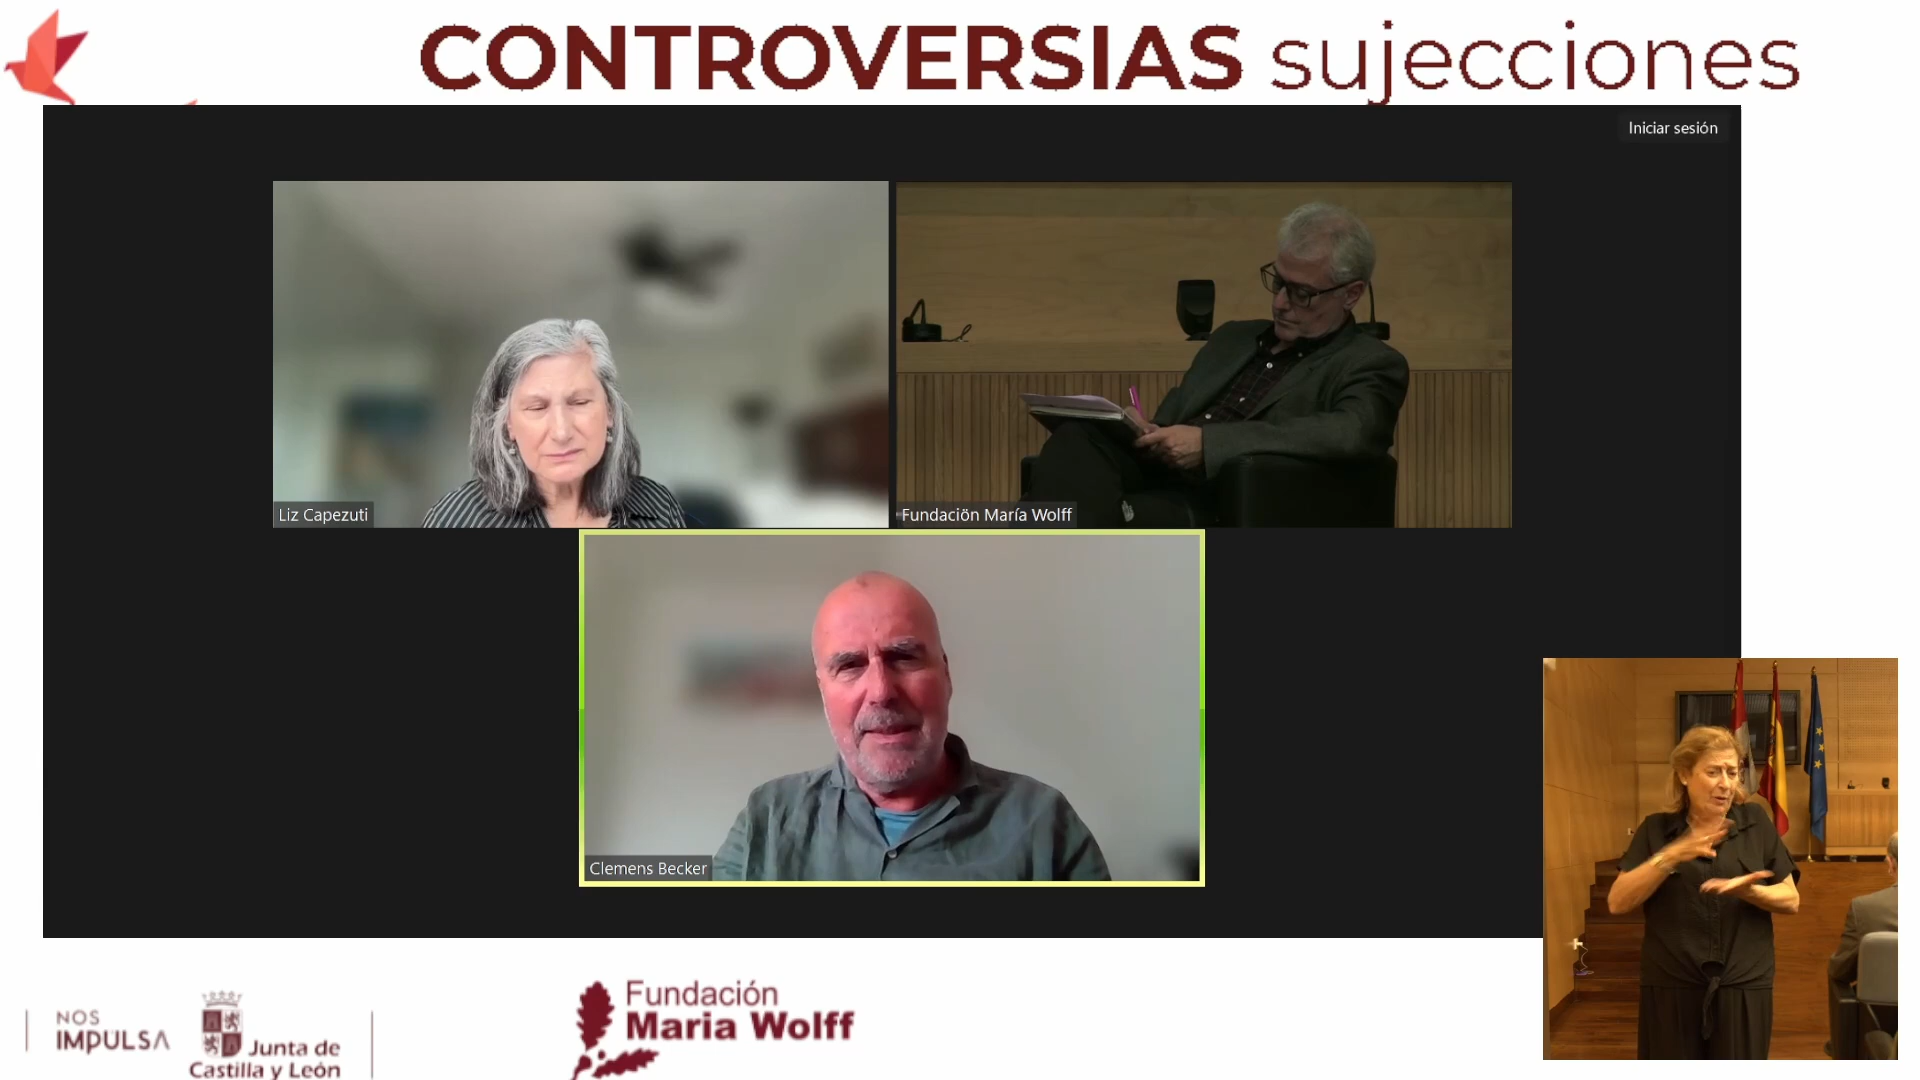 CONTROVERSIAS sujecciones
Iniciar sesión
Liz Capezuti
Fundaciön María Wolff
Clemens Becker
NOS
IMPULSA
Junta de
Castilla y León
Fundación
Maria Wolff